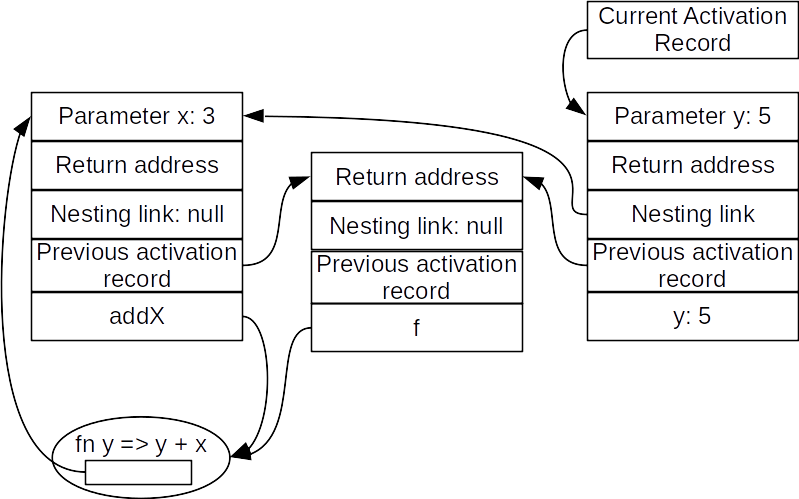 Current Activation
Record
Parameter x: 3
Return address
Nesting link: null
Previous activation
record
addX
Return address
Nesting link: null
Previous activation
record
f
Parameter y: 5
Return address
Nesting link
Previous activation
record
y: 5
fn y => y + x